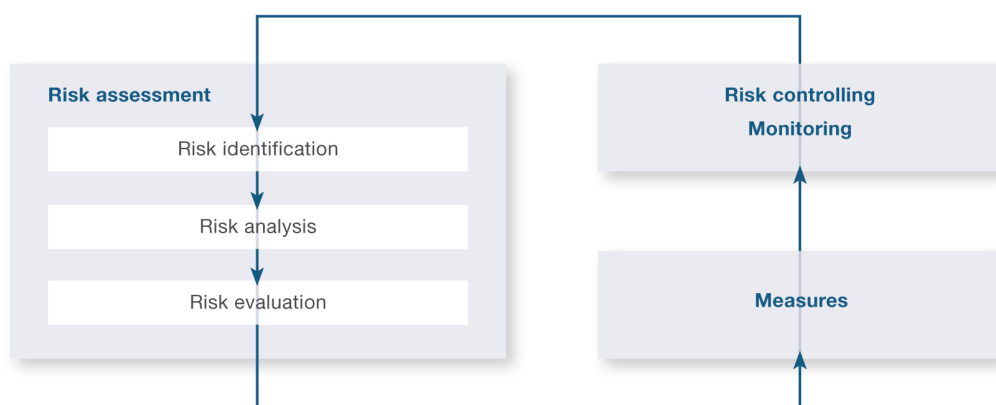 Risk assessment
Risk identification
Risk analysis
Risk evaluation
Risk controlling
Monitoring
Measures